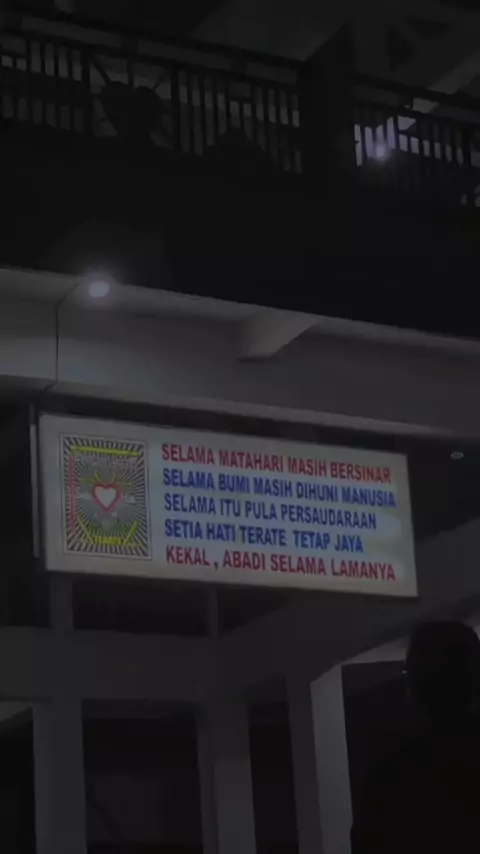 SELAMA MATAHARI MASIH BERSINAR
SELAMA BUMI MASIH DIHUNI MANUSIA
SELAMA ITU PULA PERSAUDARAAN
SETIA HATI TERATE TETAP JAYA
KEKAL , ABADI SELAMA LAMANYA